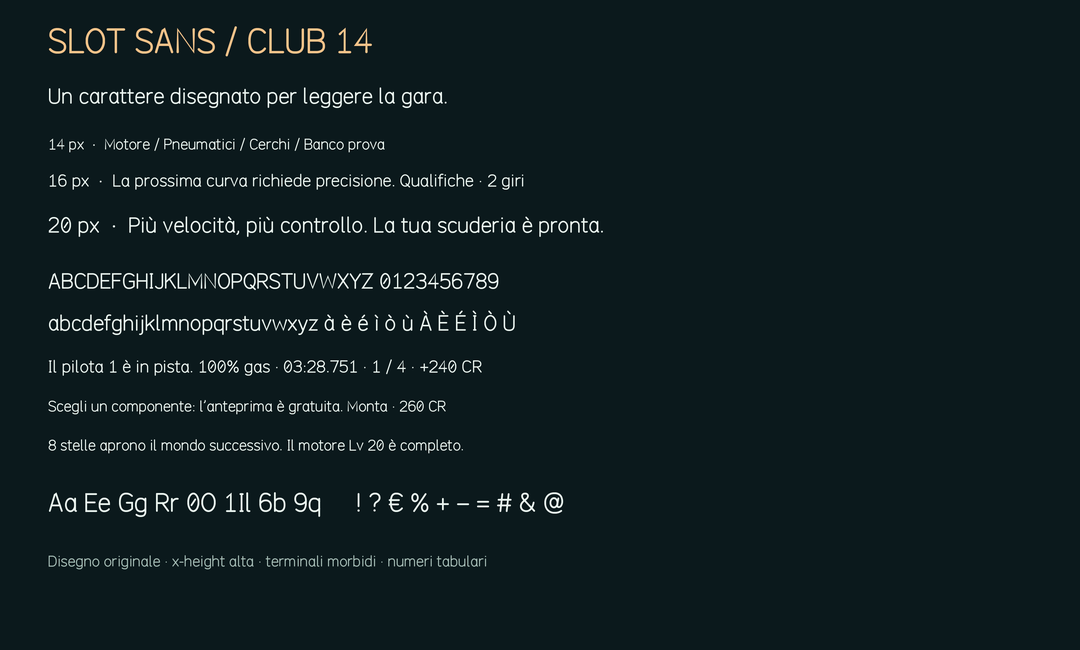 SLOT SANS / CLUB 14
Un carattere disegnato per leggere la gara.
14 px · Motore / Pneumatici / Cerchi / Banco prova
16 px · La prossima curva richiede precisione. Qualifiche · 2 giri
20 px · Più velocità, più controllo. La tua scuderia è pronta.
ABCDEFGHIJKLMNOPQRSTUVWXYZ 0123456789
abcdefghijklmnopqrstuvwxyz à è é ì ò ù À È É Ì Ò Ù
Il pilota 1 è in pista. 100% gas · 03:28.751 · 1 / 4 · +240 CR
Scegli un componente: l’anteprima è gratuita. Monta · 260 CR
8 stelle aprono il mondo successivo. Il motore Lv 20 è completo.
Aa Ee Gg Rr 0O 1Il 6b 9q ! ? € % + − = # & @
Disegno originale · x-height alta · terminali morbidi · numeri tabulari